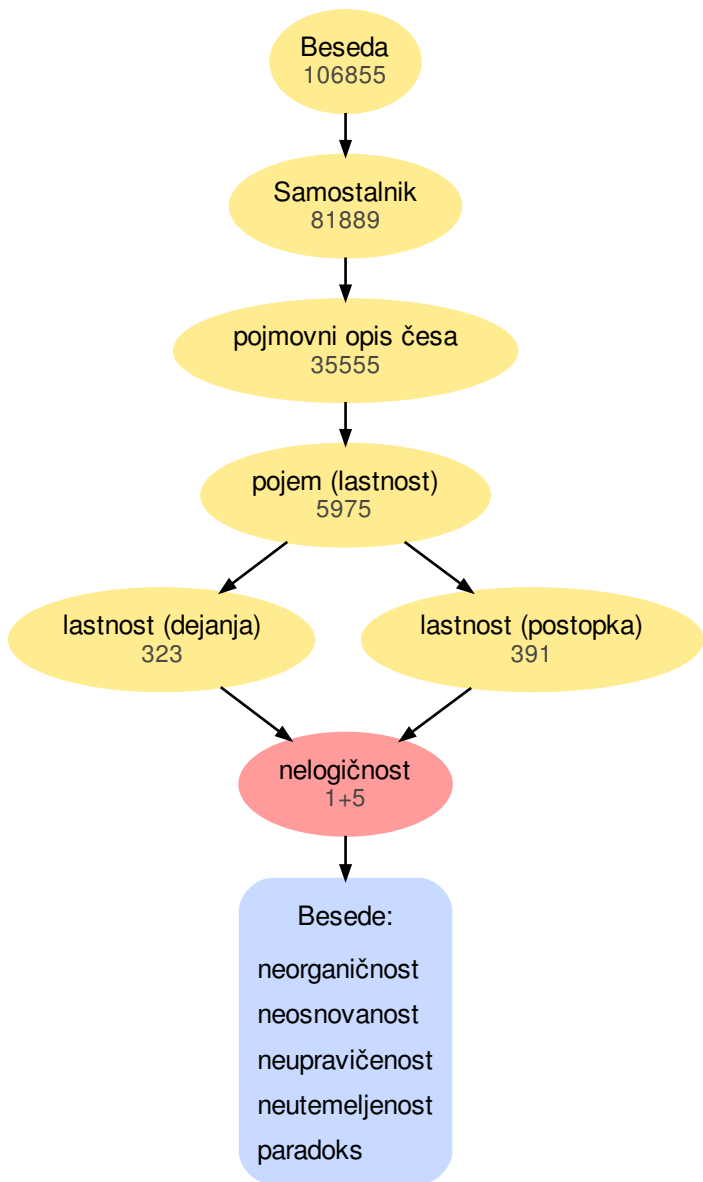 Beseda
106855
Samostalnik
81889
pojmovni opis česa
35555
pojem (lastnost)
5975
lastnost (dejanja)
323
lastnost (postopka)
391
nelogičnost
1+5
Besede:
neorganičnost
neosnovanost
neupravičenost
neutemeljenost
paradoks